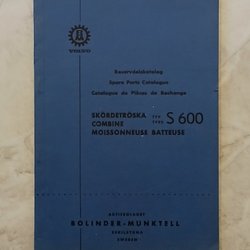 VOLVO
Reservdelskatalog
Spare Parts Catalogue
Catalogue de Pièces de Rechange
SKÖRDETRÖSKA TYP S 600
COMBINE TYPE
MOISSONNEUSE BATTEUSE
AKTIEBOLAGET
BOLINDER-MUNKTELL
ESKILSTUNA
SWEDEN